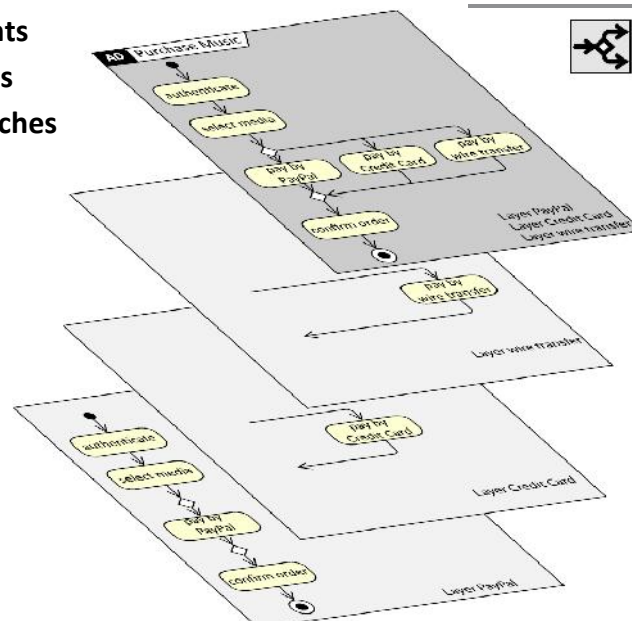 nts
s
ches
AD Purchase Music
authenticate
select media
pay by
PayPal
pay by
Credit Card
pay by
wire transfer
confirm order
Layer PayPal
Layer Credit Card
Layer wire transfer
pay by
wire transfer
Layer wire transfer
pay by
Credit Card
Layer Credit Card
authenticate
select media
pay by
PayPal
confirm order
Layer PayPal